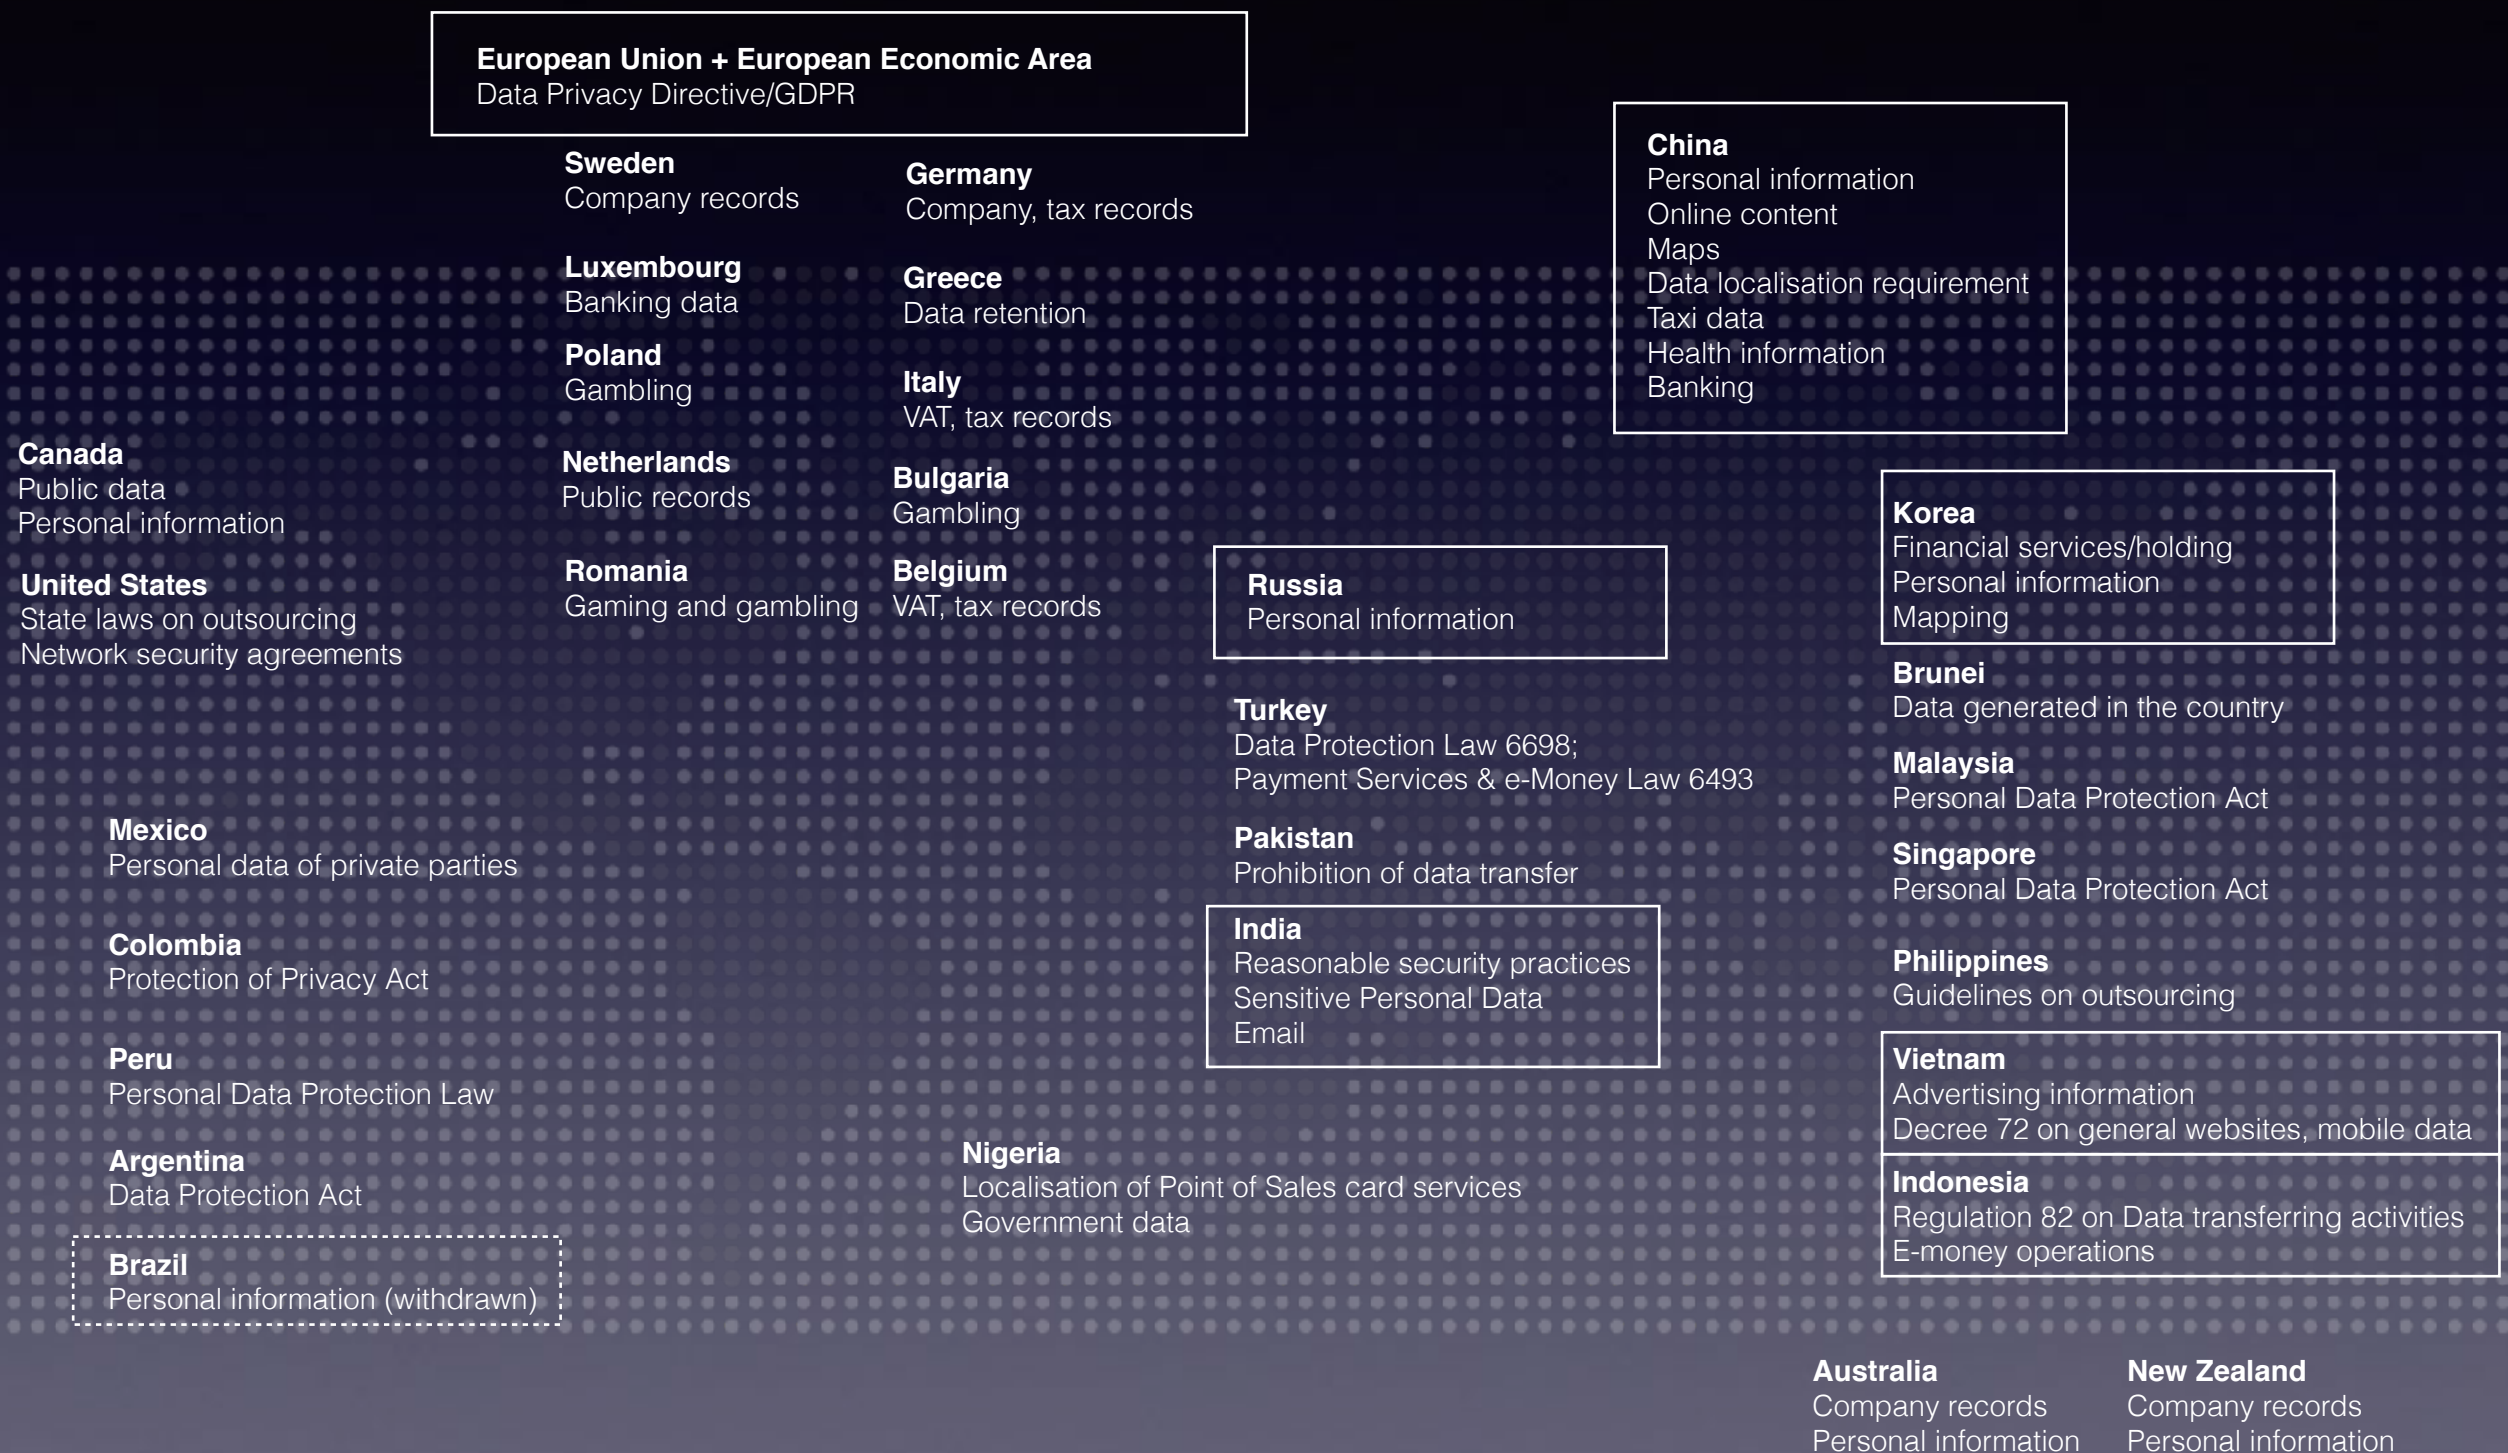 European Union + European Economic Area
Data Privacy Directive/GDPR
Sweden
Company records
Germany
Company, tax records
Luxembourg
Banking data
Greece
Data retention
Poland
Gambling
Italy
VAT, tax records
Netherlands
Public records
Bulgaria
Gambling
Romania
Gaming and gambling
Belgium
VAT, tax records
China
Personal information
Online content
Maps
Data localisation requirement
Taxi data
Health information
Banking
Canada
Public data
Personal information
United States
State laws on outsourcing
Network security agreements
Russia
Personal information
Korea
Financial services/holding
Personal information
Mapping
Turkey
Data Protection Law 6698;
Payment Services & e-Money Law 6493
Brunei
Data generated in the country
Malaysia
Personal Data Protection Act
Mexico
Personal data of private parties
Pakistan
Prohibition of data transfer
Singapore
Personal Data Protection Act
Colombia
Protection of Privacy Act
India
Reasonable security practices
Sensitive Personal Data
Email
Philippines
Guidelines on outsourcing
Peru
Personal Data Protection Law
Vietnam
Advertising information
Decree 72 on general websites, mobile data
Argentina
Data Protection Act
Nigeria
Localisation of Point of Sales card services
Government data
Indonesia
Regulation 82 on Data transferring activities
E-money operations
Brazil
Personal information (withdrawn)
Australia
Company records
Personal information
New Zealand
Company records
Personal information